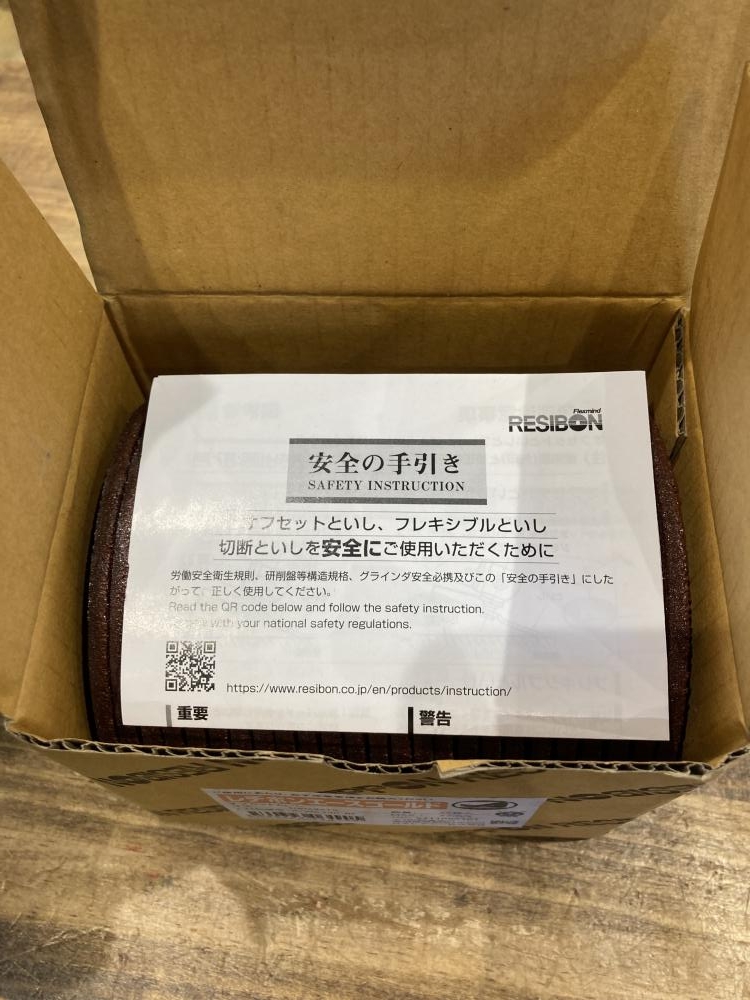 Flexmind
RESIBON
安全の手引き
SAFETY INSTRUCTION
オフセットといし、フレキシブルといし
切断といしを安全にご使用いただくために
労働安全衛生規則、研削盤等構造規格、グラインダ安全必携及びこの「安全の手引き」にした
がって、正しく使用してください。
Read the QR code below and follow the safety instruction.
with your national safety regulations.
https://www.resibon.co.jp/en/products/instruction/
重要
警告